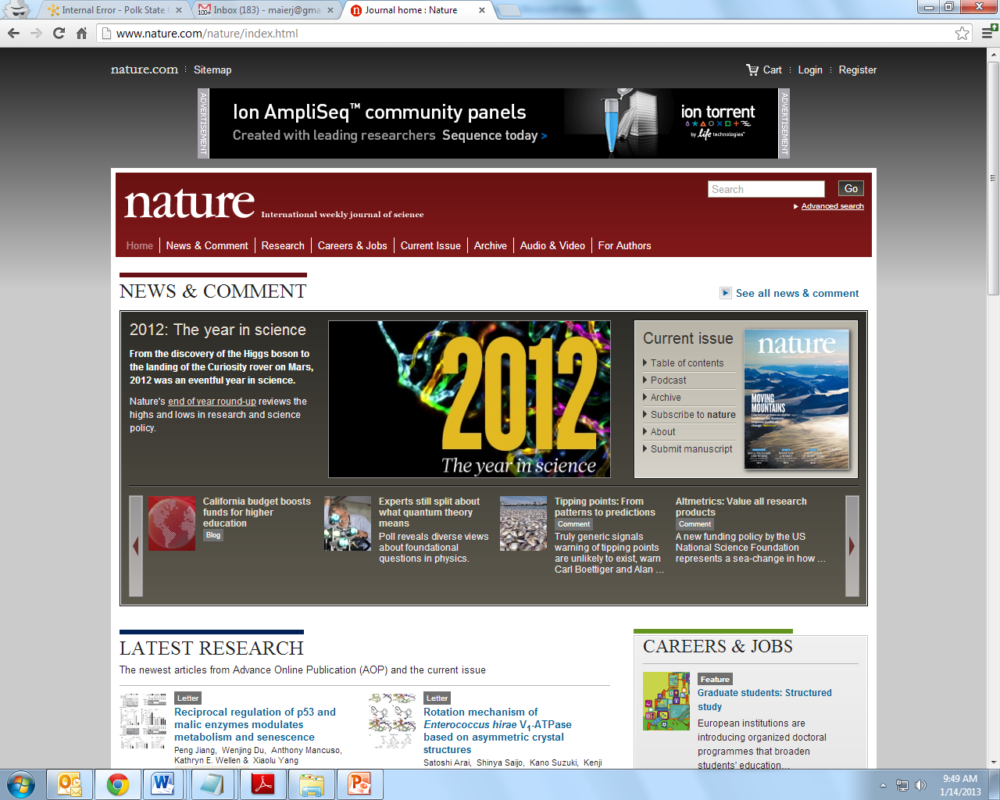 Internal Error - Polk State C
Inbox (183) - maierj@gma
Journal home : Nature
www.nature.com/nature/index.html
nature.com
Sitemap
Cart
Login
Register
ADVERTISEMENT
Ion AmpliSeq™ community panels
Created with leading researchers Sequence today >
ion torrent
by life technologies™
ADVERTISEMENT
nature International weekly journal of science
Search
Go
Advanced search
Home
News & Comment
Research
Careers & Jobs
Current Issue
Archive
Audio & Video
For Authors
NEWS & COMMENT
See all news & comment
2012: The year in science
From the discovery of the Higgs boson to
the landing of the Curiosity rover on Mars,
2012 was an eventful year in science.
Nature's end of year round-up reviews the
highs and lows in research and science
policy.
2012
The year in science
Current issue
Table of contents
Podcast
Archive
Subscribe to nature
About
Submit manuscript
nature
MOVING
MOUNTAINS
California budget boosts
funds for higher
education
Blog
Experts still split about
what quantum theory
means
Poll reveals diverse views
about foundational
questions in physics.
Tipping points: From
patterns to predictions
Comment
Truly generic signals
warning of tipping points
are unlikely to exist, warn
Carl Boettiger and Alan ...
Altmetrics: Value all research
products
Comment
A new funding policy by the US
National Science Foundation
represents a sea-change in how ...
LATEST RESEARCH
The newest articles from Advance Online Publication (AOP) and the current issue
Letter
Reciprocal regulation of p53 and
malic enzymes modulates
metabolism and senescence
Peng Jiang, Wenjing Du, Anthony Mancuso,
Kathryn E. Wellen & Xiaolu Yang
Letter
Rotation mechanism of
Enterococcus hirae V1-ATPase
based on asymmetric crystal
structures
Satoshi Arai, Shinya Saijo, Kano Suzuki, Kenji
CAREERS & JOBS
Feature
Graduate students: Structured
study
European institutions are
introducing organized doctoral
programmes that broaden
students' education...
9:49 AM
1/14/2013